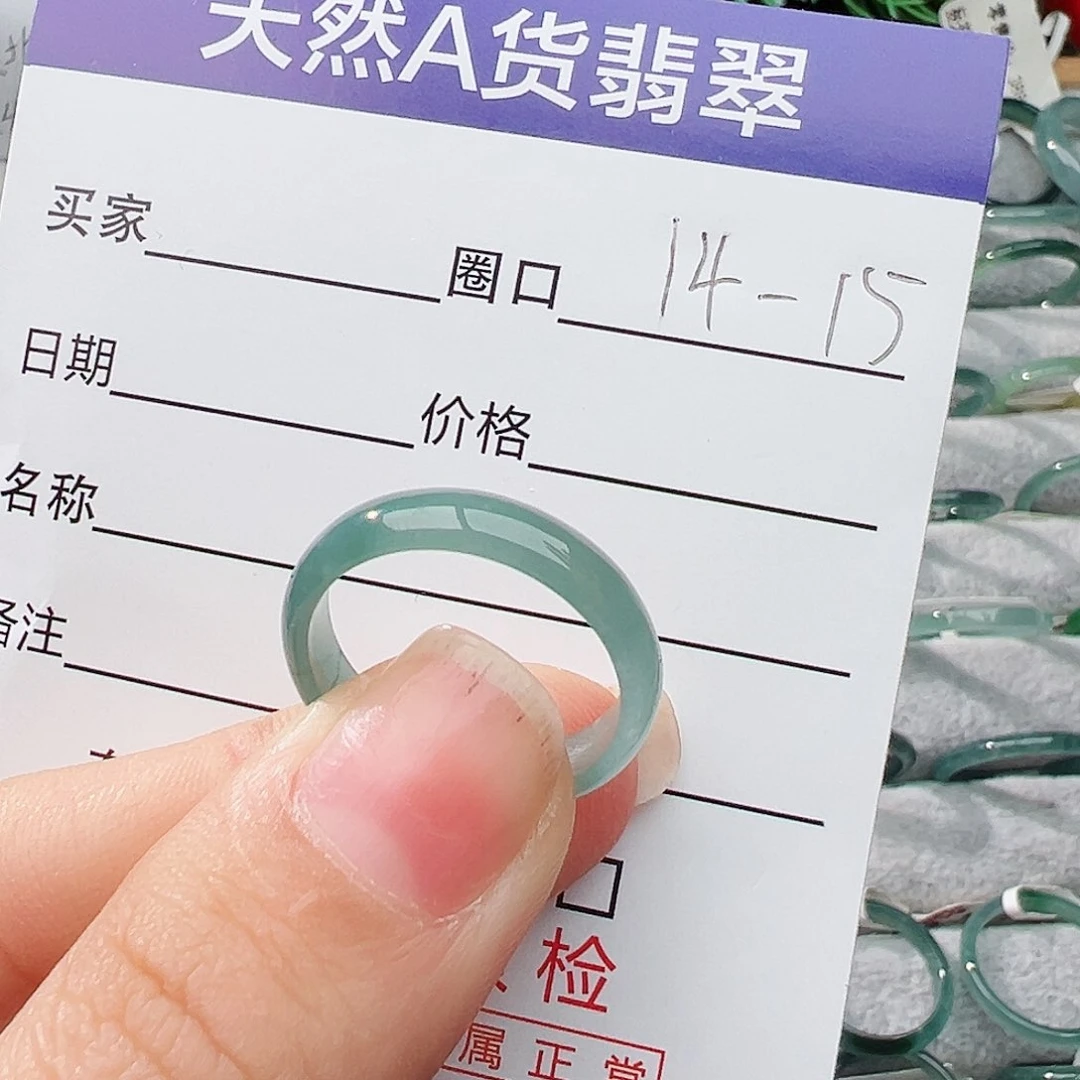 天然A货翡翠
买家 圈口 14-15
日期 价格
名称
备注
检
属正常